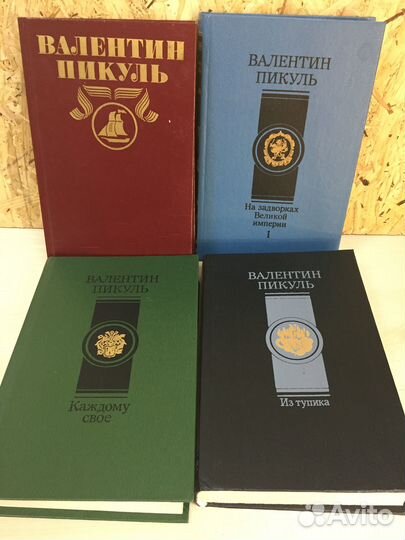 ВАЛЕНТИН
ПИКУЛЬ
ВАЛЕНТИН
ПИКУЛЬ
На задворках
Великой
империи
I
ВАЛЕНТИН
ПИКУЛЬ
Каждому
свое
ВАЛЕНТИН
ПИКУЛЬ
Из тупика
Avito